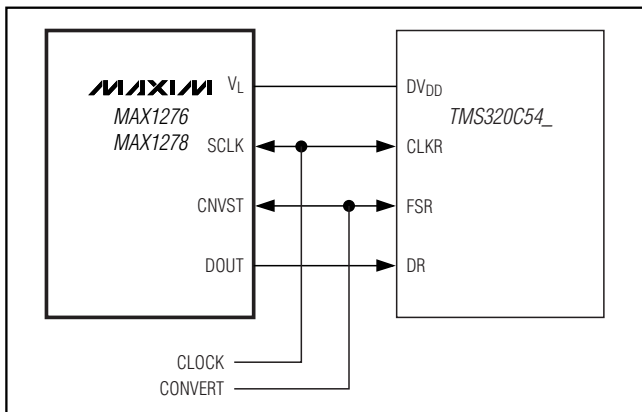 MAXIM
MAX1276
MAX1278
VL
SCLK
CNVST
DOUT
DVDD
TMS320C54_
CLKR
FSR
DR
CLOCK
CONVERT